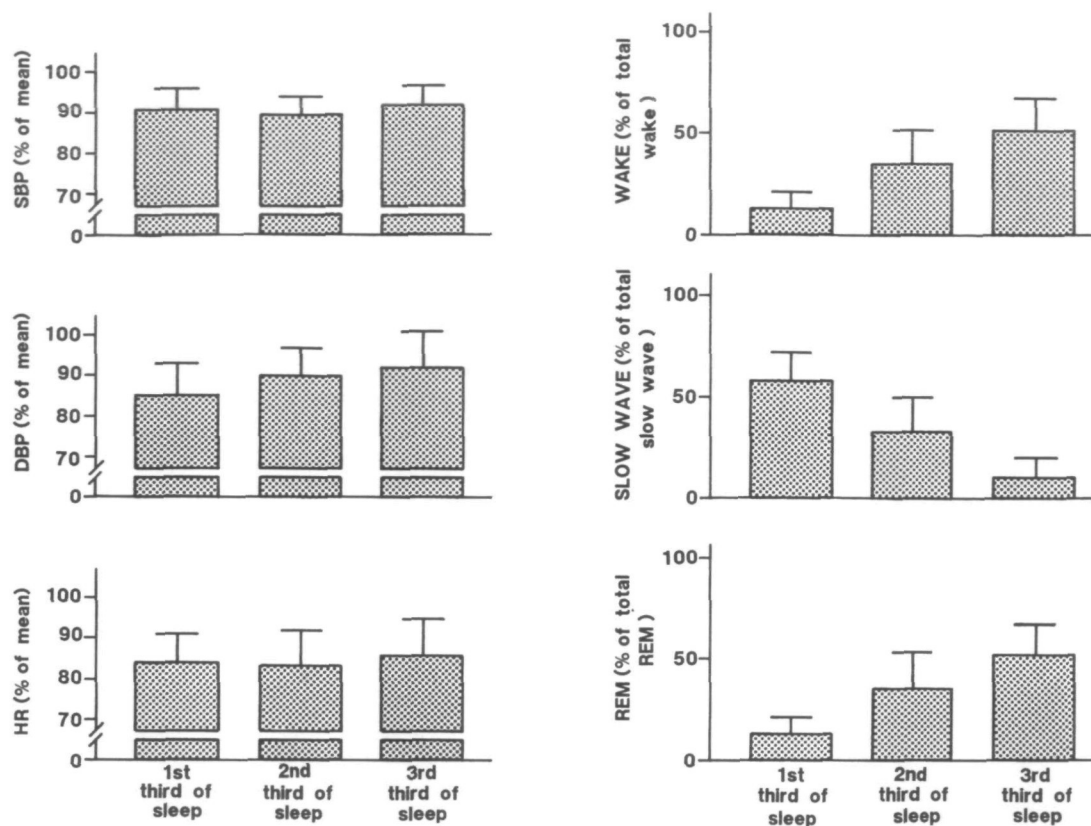 SBP (% of mean)
100
90
80
70
0
WAKE (% of total
wake )
100
50
0
DBP (% of mean)
100
90
80
70
0
SLOW WAVE (% of total
slow wave )
100
50
0
HR (% of mean)
100
90
80
70
0
1st
third of
sleep
2nd
third of
sleep
3rd
third of
sleep
REM (% of total
REM)
100
50
0
1st
third of
sleep
2nd
third of
sleep
3rd
third of
sleep